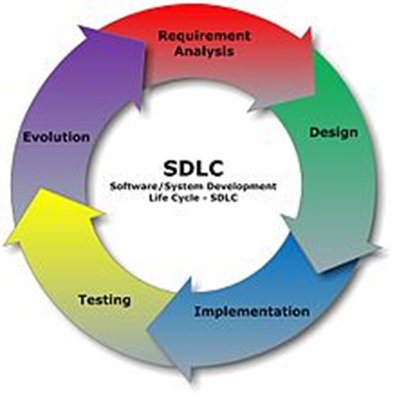 Requirement
Analysis
Design
Implementation
Testing
Evolution
SDLC
Software/System Development
Life Cycle - SDLC